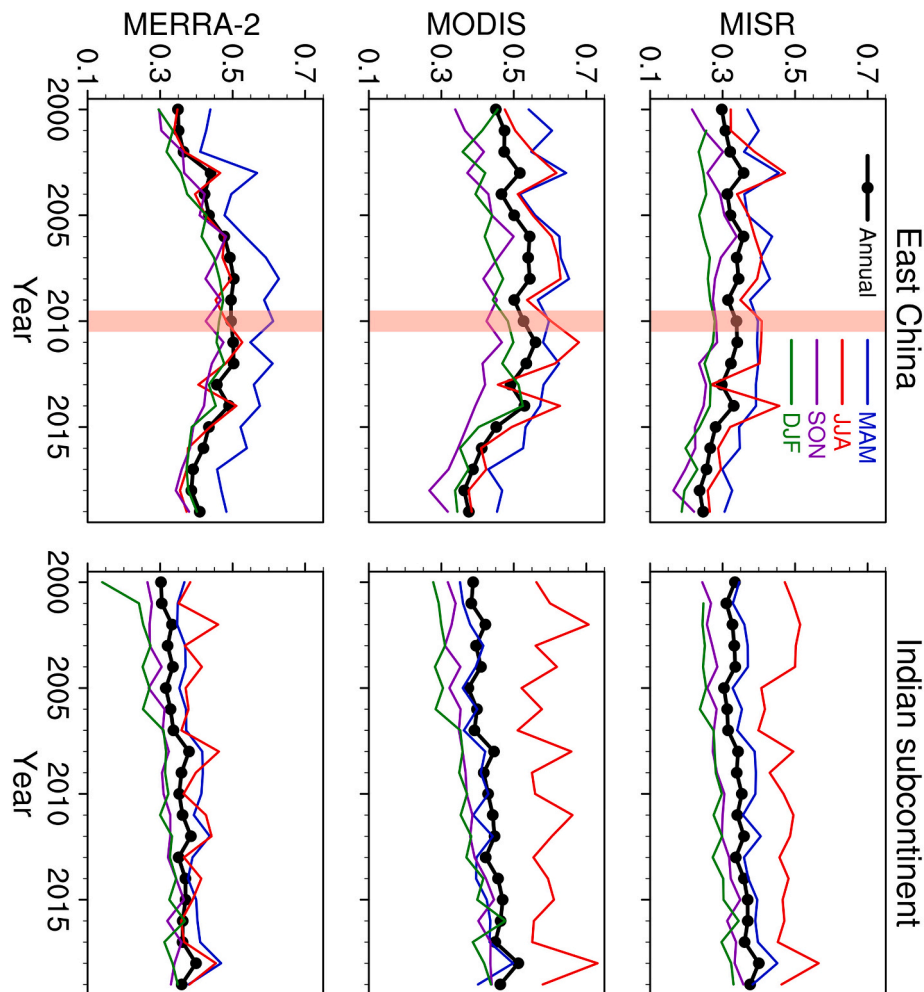 East China
Indian subcontinent
Annual
MAM
JJA
SON
DJF
MISR
0.7
0.5
0.3
0.1
MODIS
0.7
0.5
0.3
0.1
MERRA-2
0.7
0.5
0.3
0.1
2000 2005 2010 2015
2000 2005 2010 2015
Year
Year